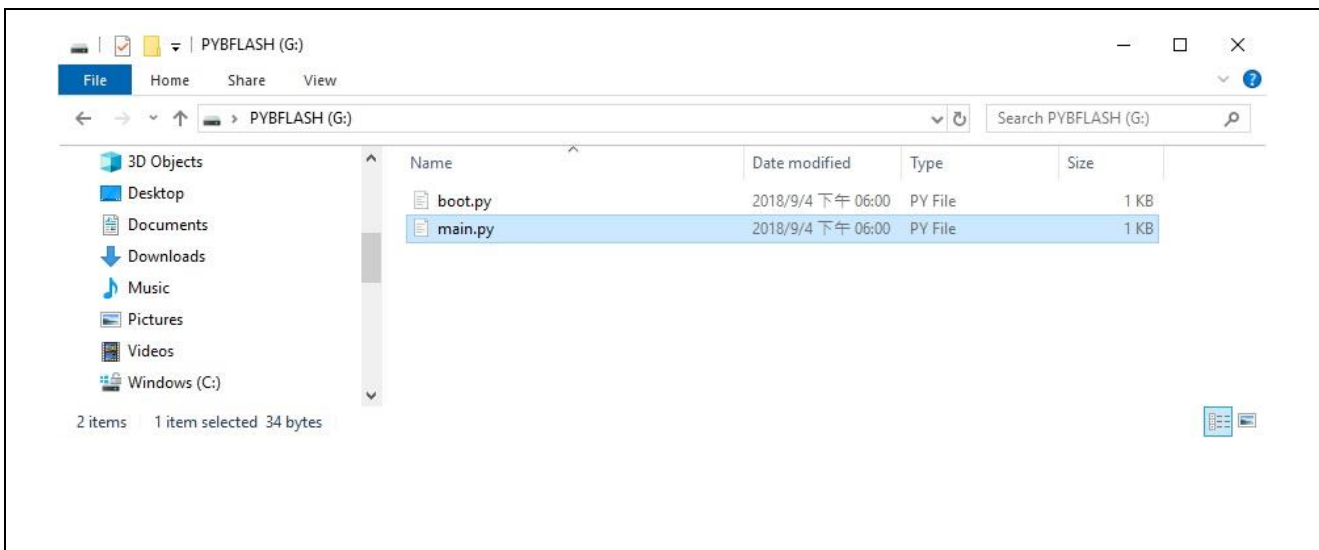 PYBFLASH (G:)
File Home Share View
PYBFLASH (G:) Search PYBFLASH (G:)
3D Objects
Desktop
Documents
Downloads
Music
Pictures
Videos
Windows (C:)
Name Date modified Type Size
boot.py 2018/9/4 下午 06:00 PY File 1 KB
main.py 2018/9/4 下午 06:00 PY File 1 KB
2 items 1 item selected 34 bytes